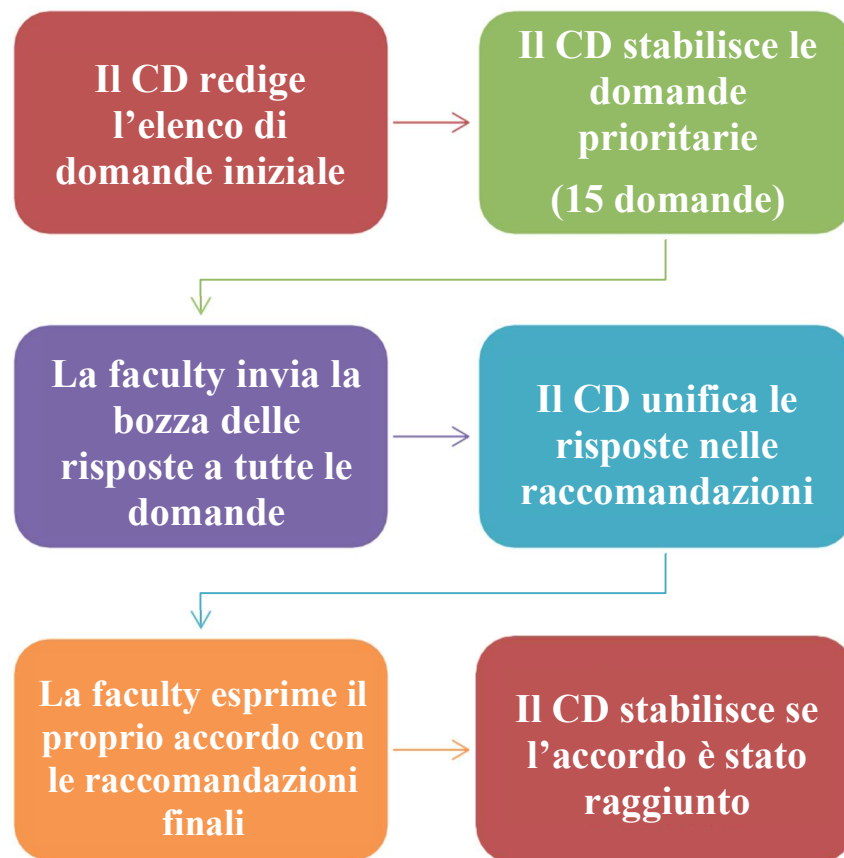 Il CD redige
l’elenco di
domande iniziale
Il CD stabilisce le
domande
prioritarie
(15 domande)
La faculty invia la
bozza delle
risposte a tutte le
domande
Il CD unifica le
risposte nelle
raccomandazioni
La faculty esprime il
proprio accordo con
le raccomandazioni
finali
Il CD stabilisce se
l’accordo è stato
raggiunto